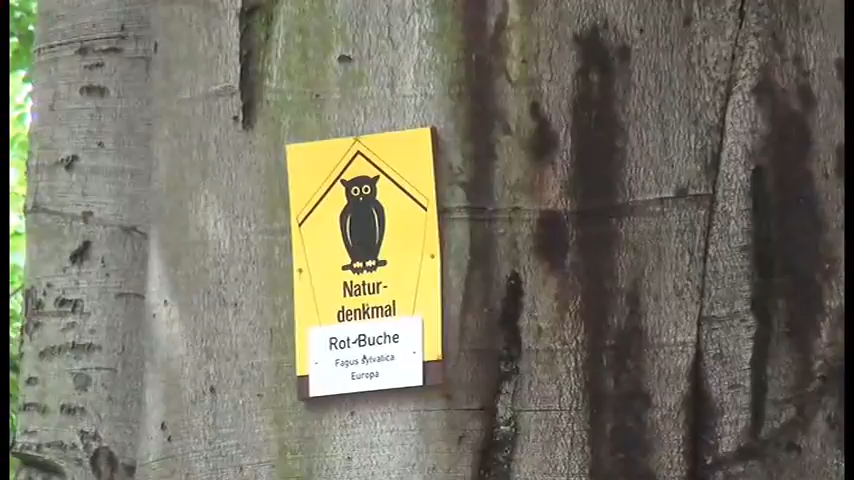 Natur-
denkmal
Rot-Buche
Fagus sylvatica
Europa